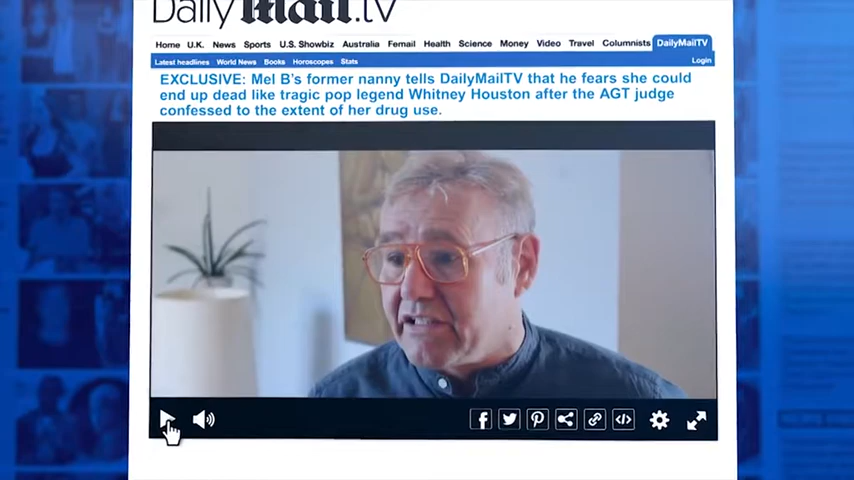 Daily Mail.TV
Home U.K. News Sports U.S. Showbiz Australia Femail Health Science Money Video Travel Columnists DailyMailTV
Latest headlines World News Books Horoscopes Stats Login
EXCLUSIVE: Mel B's former nanny tells DailyMailTV that he fears she could
end up dead like tragic pop legend Whitney Houston after the AGT judge
confessed to the extent of her drug use.